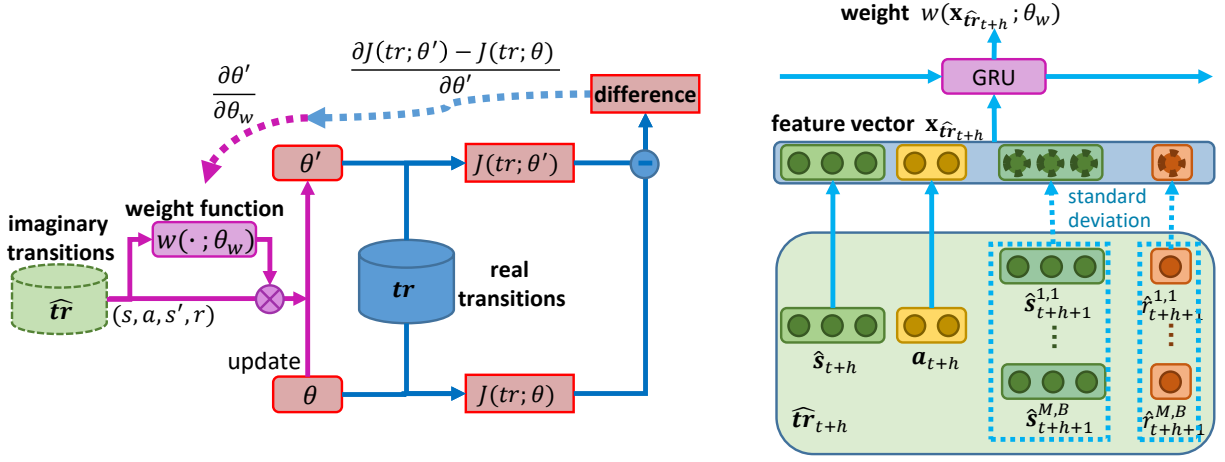 ∂J(tr; θ′) − J(tr; θ)
∂θ′
∂θ′
∂θ_w
difference
θ′
J(tr; θ′)
−
imaginary
transitions
weight function
w(· ; θ_w)
t̂r
(s, a, s′, r)
tr
real
transitions
update
θ
J(tr; θ)
weight w(x_{t̂r_{t+h}}; θ_w)
GRU
feature vector x_{t̂r_{t+h}}
standard
deviation
ŝ_{t+h}
a_{t+h}
ŝ^{1,1}_{t+h+1}
r̂^{1,1}_{t+h+1}
⋮
⋮
ŝ^{M,B}_{t+h+1}
r̂^{M,B}_{t+h+1}
t̂r_{t+h}